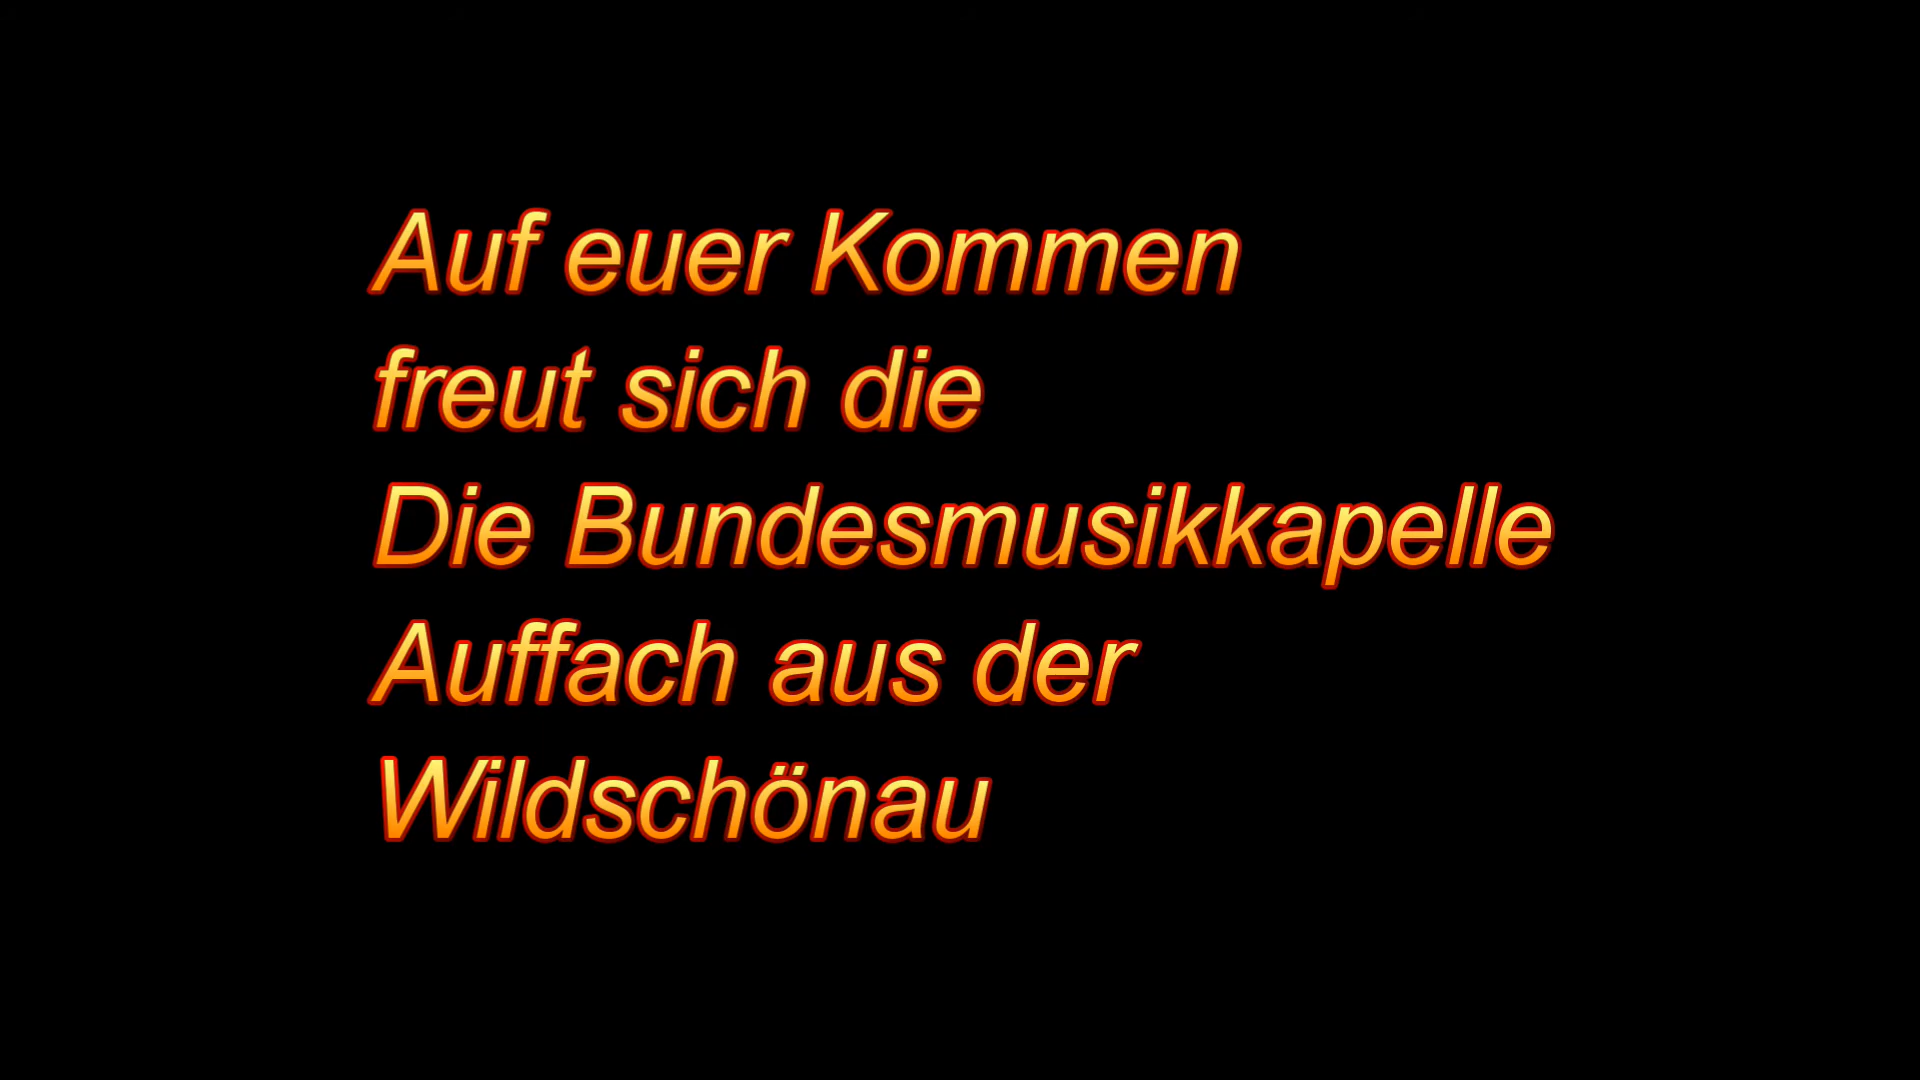 Auf euer Kommen
freut sich die
Die Bundesmusikkapelle
Auffach aus der
Wildschönau